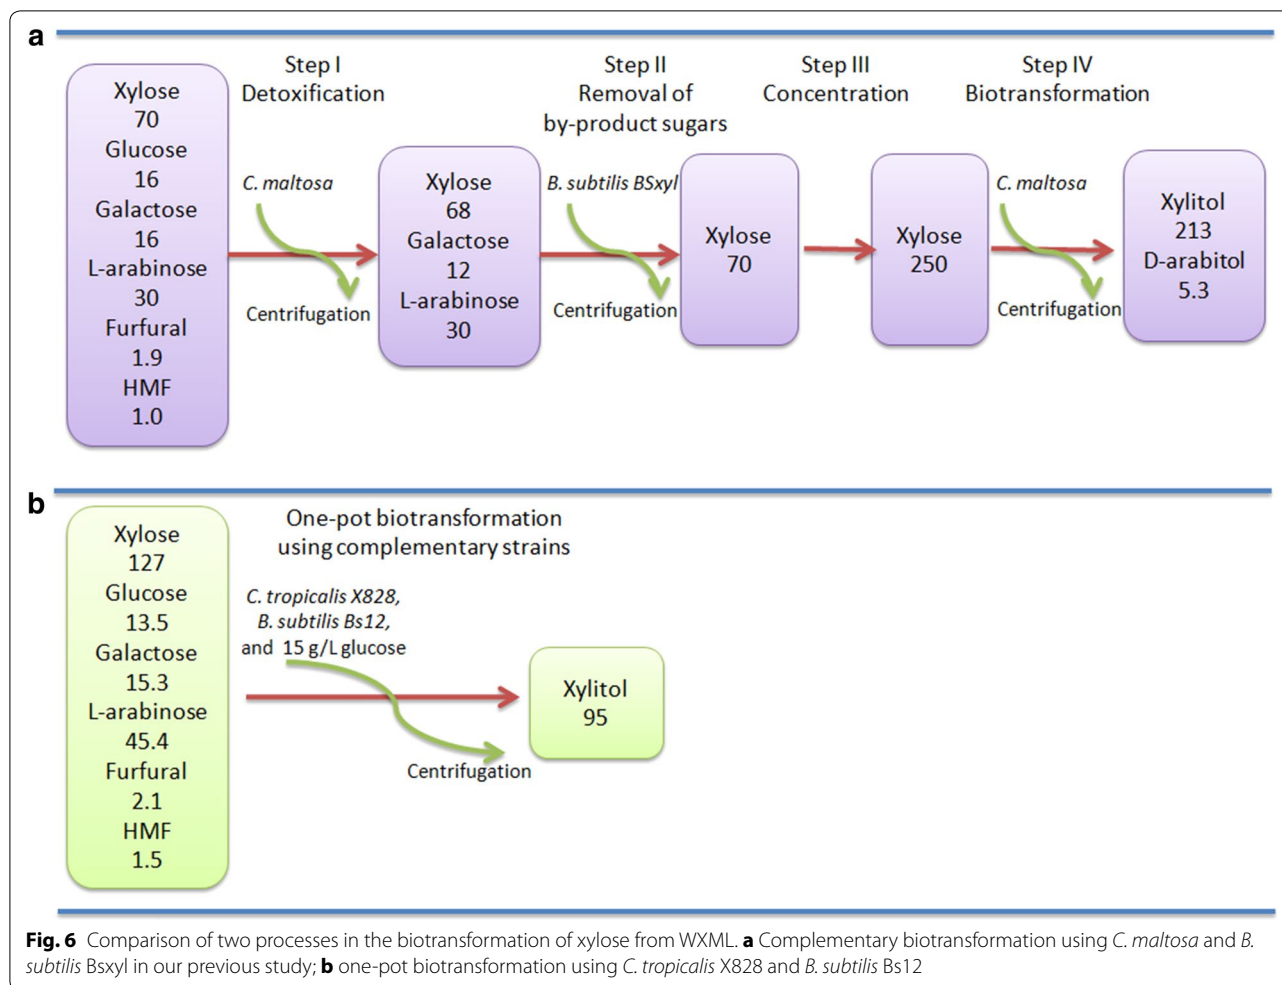 a
Step I
Detoxification
Step II
Removal of
by-product sugars
Step III
Concentration
Step IV
Biotransformation
Xylose
70
Glucose
16
Galactose
16
L-arabinose
30
Furfural
1.9
HMF
1.0
C. maltosa
Centrifugation
Xylose
68
Galactose
12
L-arabinose
30
B. subtilis BSxyl
Centrifugation
Xylose
70
Xylose
250
C. maltosa
Centrifugation
Xylitol
213
D-arabitol
5.3
b
Xylose
127
Glucose
13.5
Galactose
15.3
L-arabinose
45.4
Furfural
2.1
HMF
1.5
One-pot biotransformation
using complementary strains
C. tropicalis X828,
B. subtilis Bs12,
and 15 g/L glucose
Centrifugation
Xylitol
95
Fig. 6 Comparison of two processes in the biotransformation of xylose from WXML. a Complementary biotransformation using C. maltosa and B.
subtilis Bsxyl in our previous study; b one-pot biotransformation using C. tropicalis X828 and B. subtilis Bs12